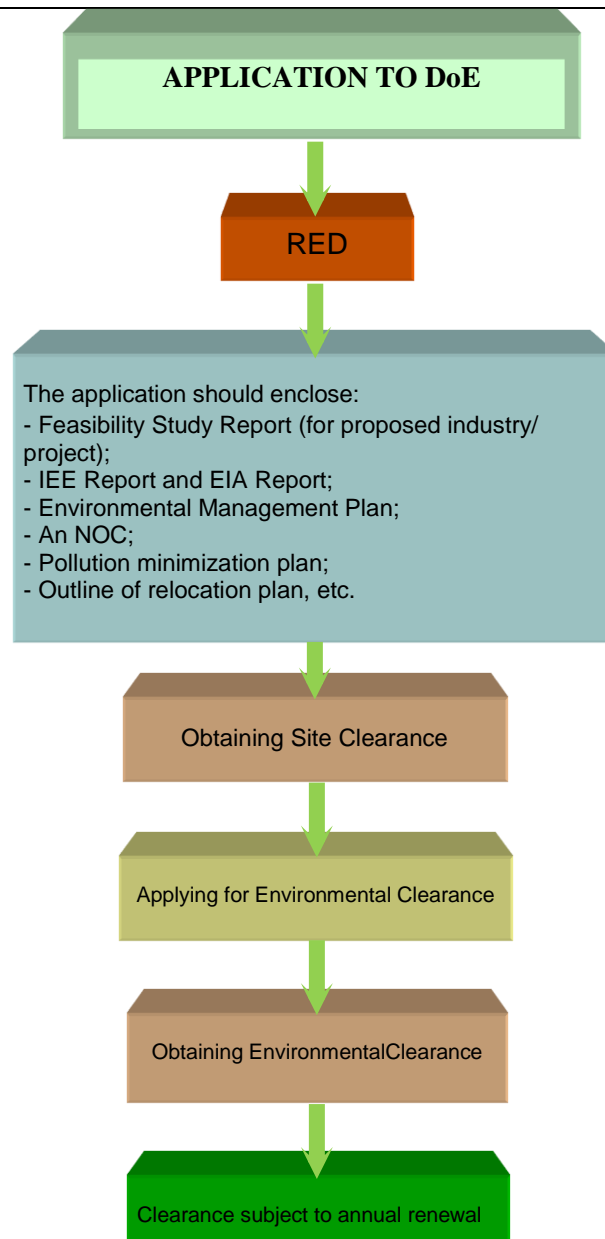 APPLICATION TO DoE
RED
The application should enclose:
- Feasibility Study Report (for proposed industry/
project);
- IEE Report and EIA Report;
- Environmental Management Plan;
- An NOC;
- Pollution minimization plan;
- Outline of relocation plan, etc.
Obtaining Site Clearance
Applying for Environmental Clearance
Obtaining EnvironmentalClearance
Clearance subject to annual renewal